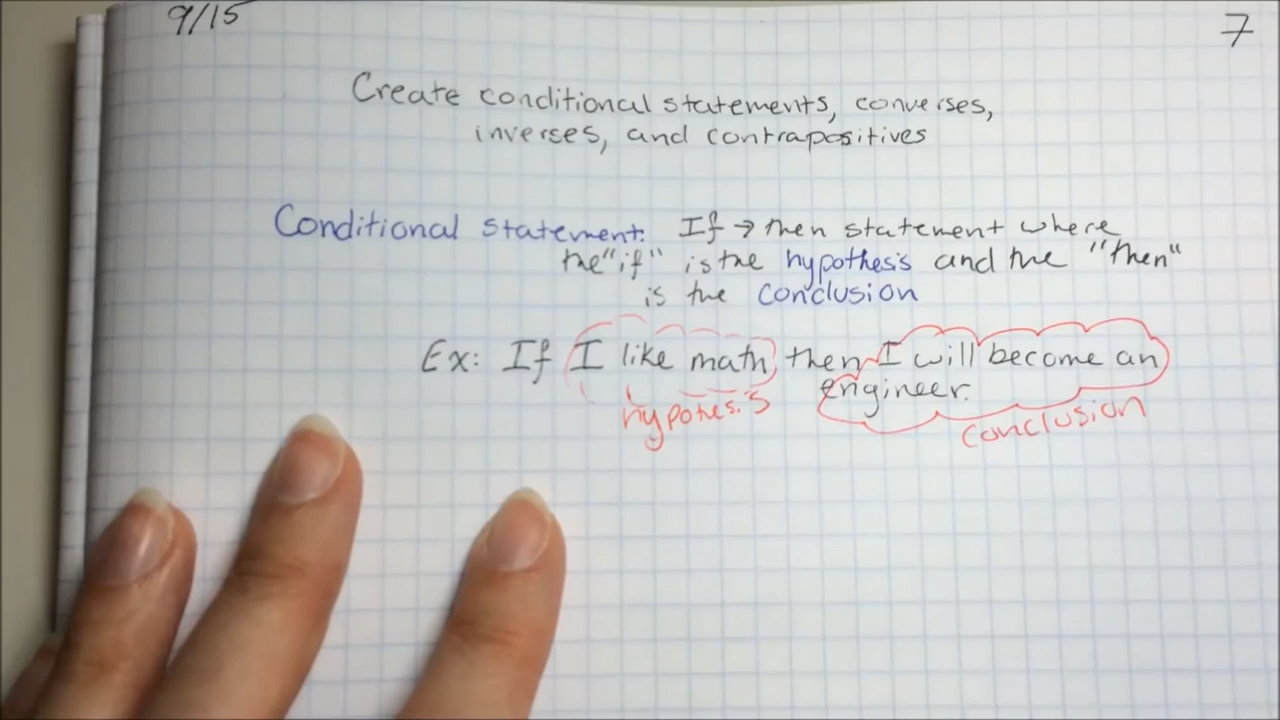 9/15
7
Create conditional statements, converses,
inverses, and contrapositives
Conditional statement: If → then statement where
the "if" is the hypothesis and the "then"
is the conclusion
Ex: If I like math then I will become an
engineer.
hypothesis
conclusion